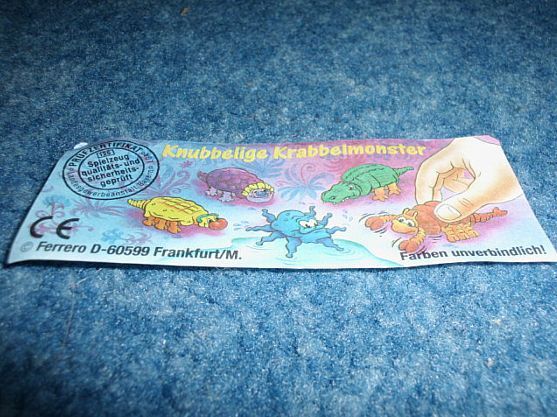 Knubbelige Krabbelmonster
PRÜFZERTIFIKAT
Spielzeug
qualitäts- und
sicherheits-
geprüft
CE
© Ferrero D-60599 Frankfurt/M.
Farben unverbindlich!